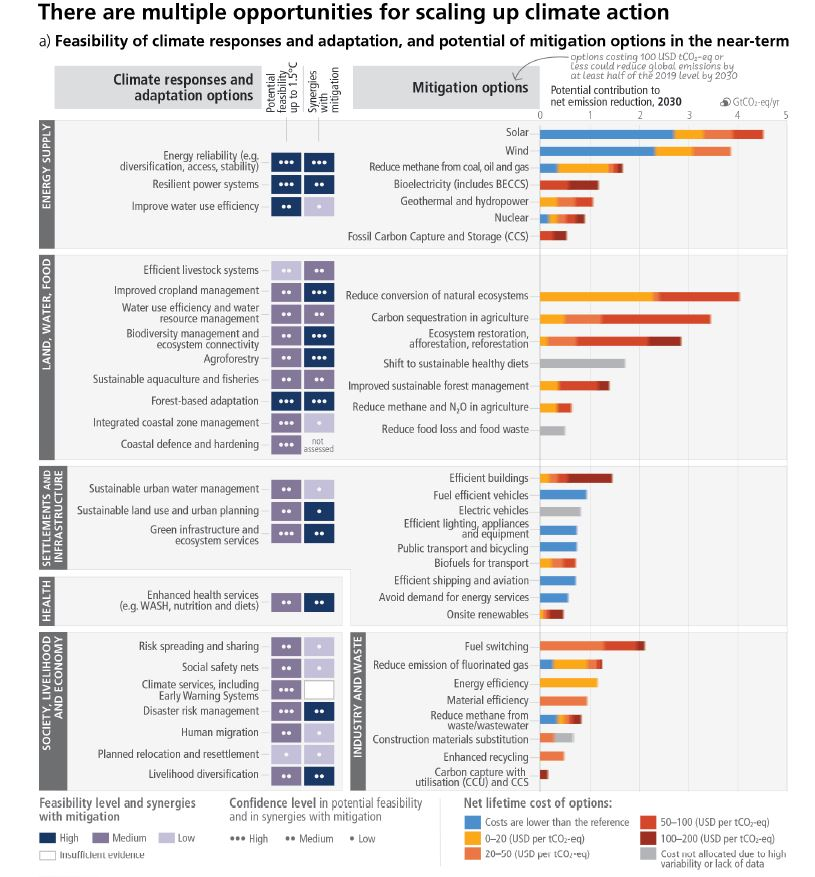 There are multiple opportunities for scaling up climate action
a) Feasibility of climate responses and adaptation, and potential of mitigation options in the near-term
options costing 100 USD tCO₂-eq or
less could reduce global emissions by
at least half of the 2019 level by 2030
Climate responses and
adaptation options
Potential
feasibility
up to 1.5°C
Synergies
with
mitigation
Mitigation options
Potential contribution to
net emission reduction, 2030
GtCO₂-eq/yr
0 1 2 3 4 5
ENERGY SUPPLY
Energy reliability (e.g.
diversification, access, stability)
Resilient power systems
Improve water use efficiency
Solar
Wind
Reduce methane from coal, oil and gas
Bioelectricity (includes BECCS)
Geothermal and hydropower
Nuclear
Fossil Carbon Capture and Storage (CCS)
LAND, WATER, FOOD
Efficient livestock systems
Improved cropland management
Water use efficiency and water
resource management
Biodiversity management and
ecosystem connectivity
Agroforestry
Sustainable aquaculture and fisheries
Forest-based adaptation
Integrated coastal zone management
Coastal defence and hardening
not
assessed
Reduce conversion of natural ecosystems
Carbon sequestration in agriculture
Ecosystem restoration,
afforestation, reforestation
Shift to sustainable healthy diets
Improved sustainable forest management
Reduce methane and N₂O in agriculture
Reduce food loss and food waste
SETTLEMENTS AND
INFRASTRUCTURE
Sustainable urban water management
Sustainable land use and urban planning
Green infrastructure and
ecosystem services
Efficient buildings
Fuel efficient vehicles
Electric vehicles
Efficient lighting, appliances
and equipment
Public transport and bicycling
Biofuels for transport
Efficient shipping and aviation
Avoid demand for energy services
Onsite renewables
HEALTH
Enhanced health services
(e.g. WASH, nutrition and diets)
SOCIETY, LIVELIHOOD
AND ECONOMY
Risk spreading and sharing
Social safety nets
Climate services, including
Early Warning Systems
Disaster risk management
Human migration
Planned relocation and resettlement
Livelihood diversification
INDUSTRY AND WASTE
Fuel switching
Reduce emission of fluorinated gas
Energy efficiency
Material efficiency
Reduce methane from
waste/wastewater
Construction materials substitution
Enhanced recycling
Carbon capture with
utilisation (CCU) and CCS
Feasibility level and synergies
with mitigation
High
Medium
Low
Insufficient evidence
Confidence level in potential feasibility
and in synergies with mitigation
High
Medium
Low
Net lifetime cost of options:
Costs are lower than the reference
0–20 (USD per tCO₂-eq)
20–50 (USD per tCO₂-eq)
50–100 (USD per tCO₂-eq)
100–200 (USD per tCO₂-eq)
Cost not allocated due to high
variability or lack of data